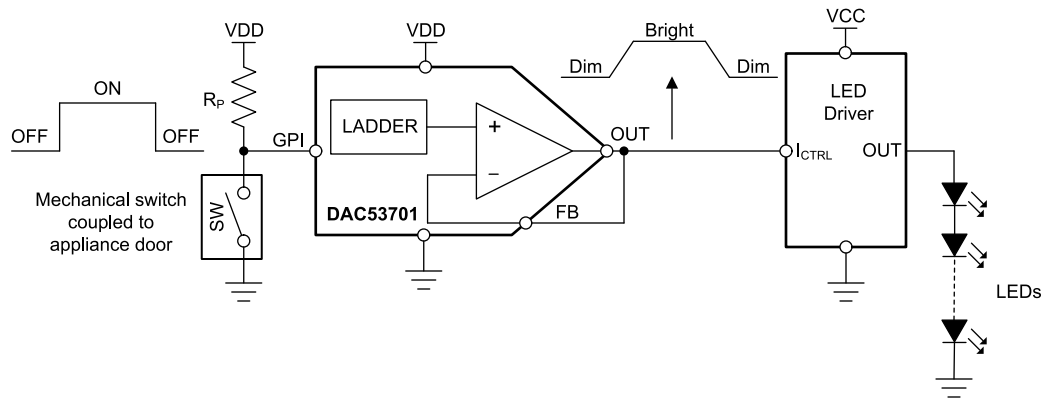 VDD
VDD
VCC
Bright
Dim
Dim
ON
OFF
OFF
RP
GPI
LADDER
+
−
OUT
LED
Driver
ICTRL
OUT
Mechanical switch
coupled to
appliance door
SW
DAC53701
FB
LEDs